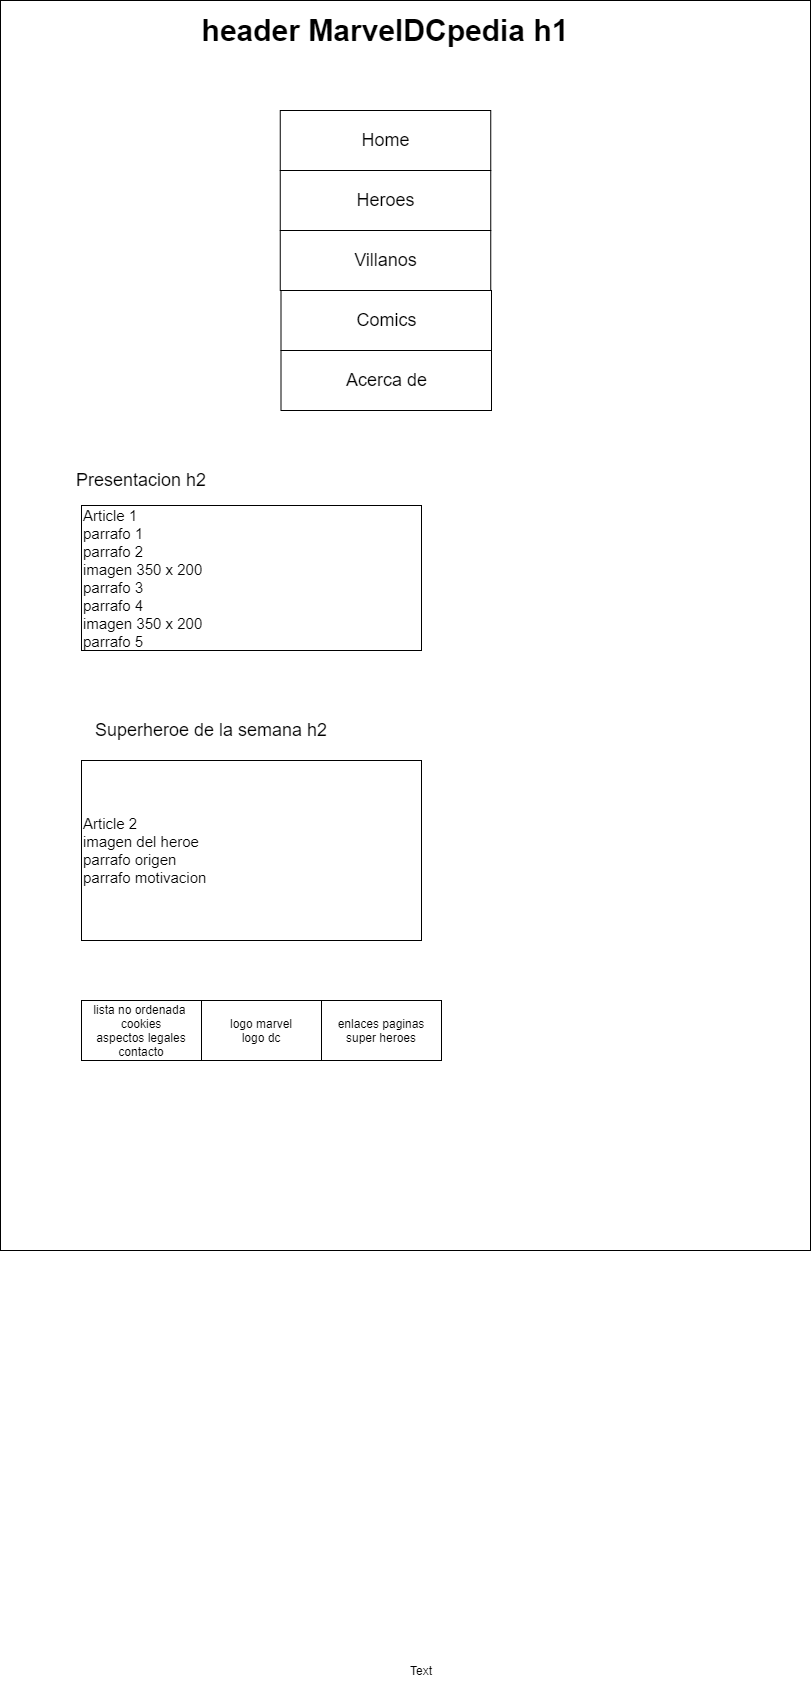 header MarvelDCpedia h1
Home
Heroes
Villanos
Comics
Acerca de
Presentacion h2
Article 1
parrafo 1
parrafo 2
imagen 350 x 200
parrafo 3
parrafo 4
imagen 350 x 200
parrafo 5
Superheroe de la semana h2
Article 2
imagen del heroe
parrafo origen
parrafo motivacion
lista no ordenada
cookies
aspectos legales
contacto
logo marvel
logo dc
enlaces paginas
super heroes
Text